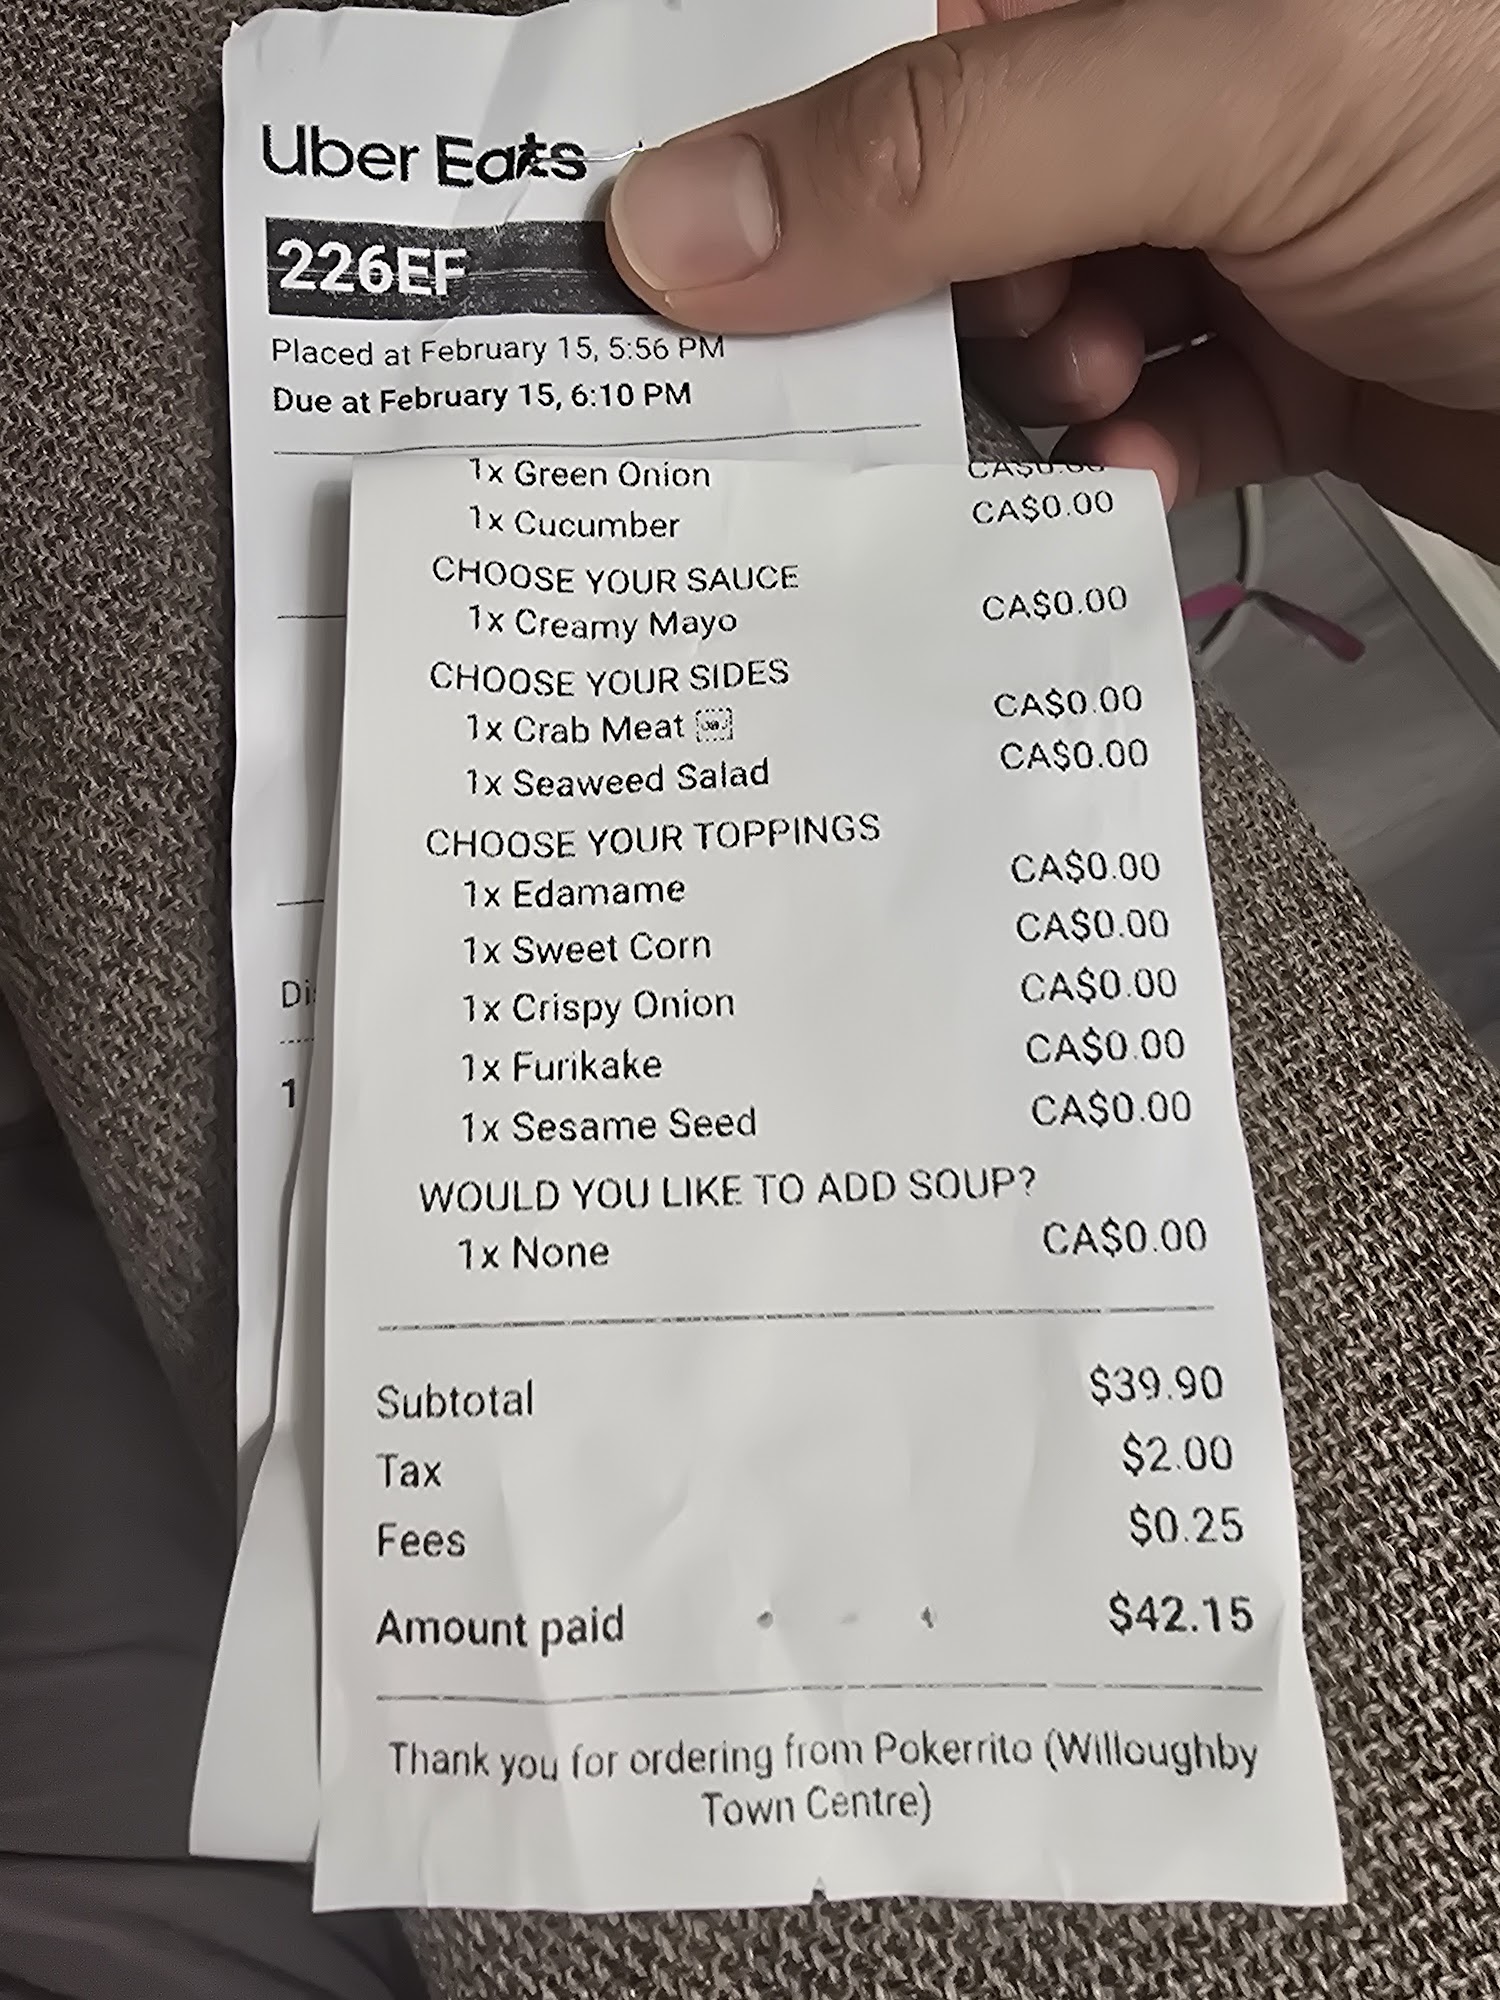 Uber Eats
226EF
Placed at February 15, 5:56 PM
Due at February 15, 6:10 PM
1x Green Onion
1x Cucumber CA$0.00
CHOOSE YOUR SAUCE
1x Creamy Mayo CA$0.00
CHOOSE YOUR SIDES
1x Crab Meat CA$0.00
1x Seaweed Salad CA$0.00
CHOOSE YOUR TOPPINGS
1x Edamame CA$0.00
1x Sweet Corn CA$0.00
1x Crispy Onion CA$0.00
1x Furikake CA$0.00
1x Sesame Seed CA$0.00
WOULD YOU LIKE TO ADD SOUP?
1x None CA$0.00
Subtotal $39.90
Tax $2.00
Fees $0.25
Amount paid $42.15
Thank you for ordering from Pokerrito (Willoughby
Town Centre)
1